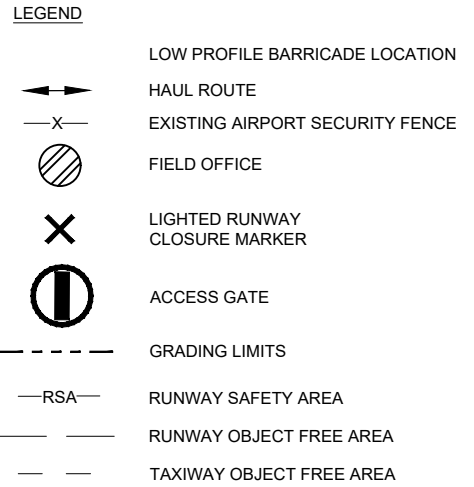 LEGEND
LOW PROFILE BARRICADE LOCATION
HAUL ROUTE
X EXISTING AIRPORT SECURITY FENCE
FIELD OFFICE
LIGHTED RUNWAY
CLOSURE MARKER
ACCESS GATE
GRADING LIMITS
RSA RUNWAY SAFETY AREA
RUNWAY OBJECT FREE AREA
TAXIWAY OBJECT FREE AREA